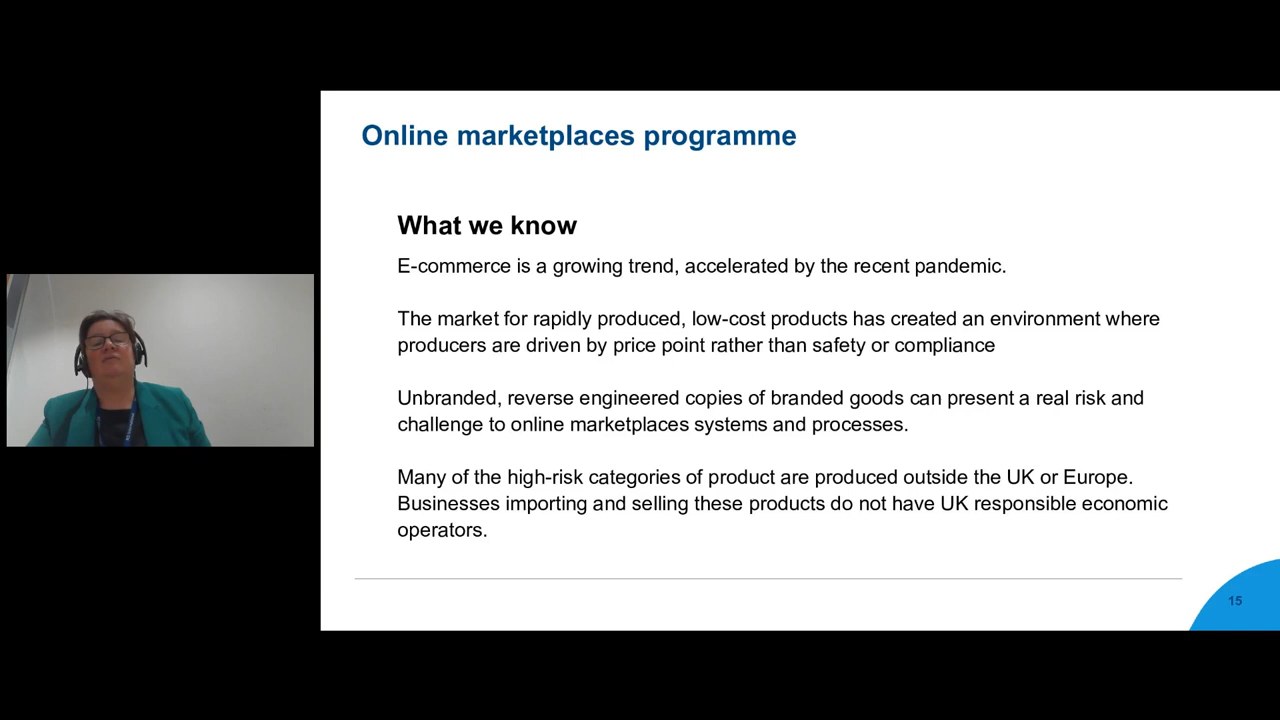 Online marketplaces programme
What we know
E-commerce is a growing trend, accelerated by the recent pandemic.
The market for rapidly produced, low-cost products has created an environment where
producers are driven by price point rather than safety or compliance
Unbranded, reverse engineered copies of branded goods can present a real risk and
challenge to online marketplaces systems and processes.
Many of the high-risk categories of product are produced outside the UK or Europe.
Businesses importing and selling these products do not have UK responsible economic
operators.
15